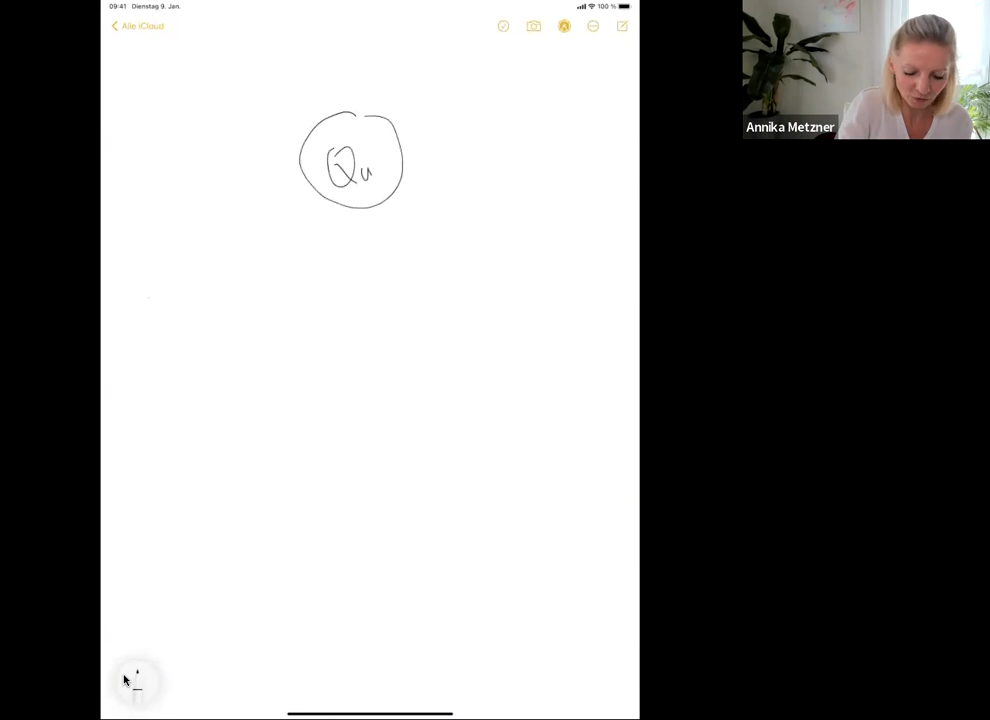 09:41 Dienstag 9. Jan.
100 %
Alle iCloud
Annika Metzner
Qu